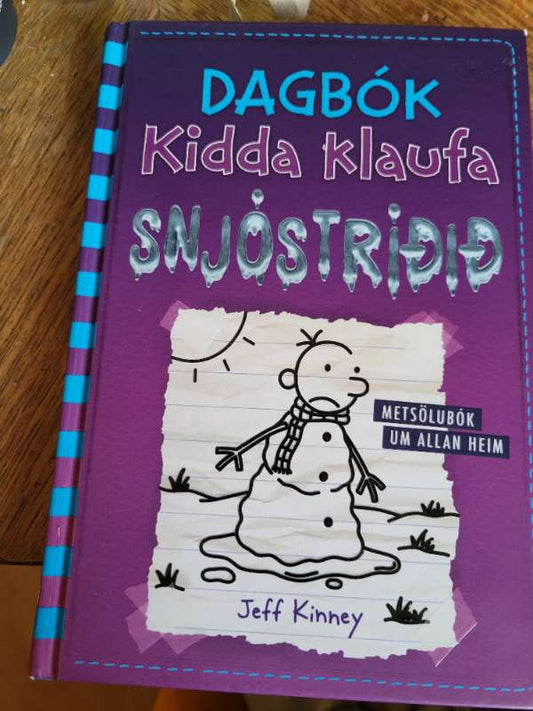 DAGBÓK
Kidda klaufa
SNJÓSTRÍÐIÐ
METSÖLUBÓK
UM ALLAN HEIM
Jeff Kinney